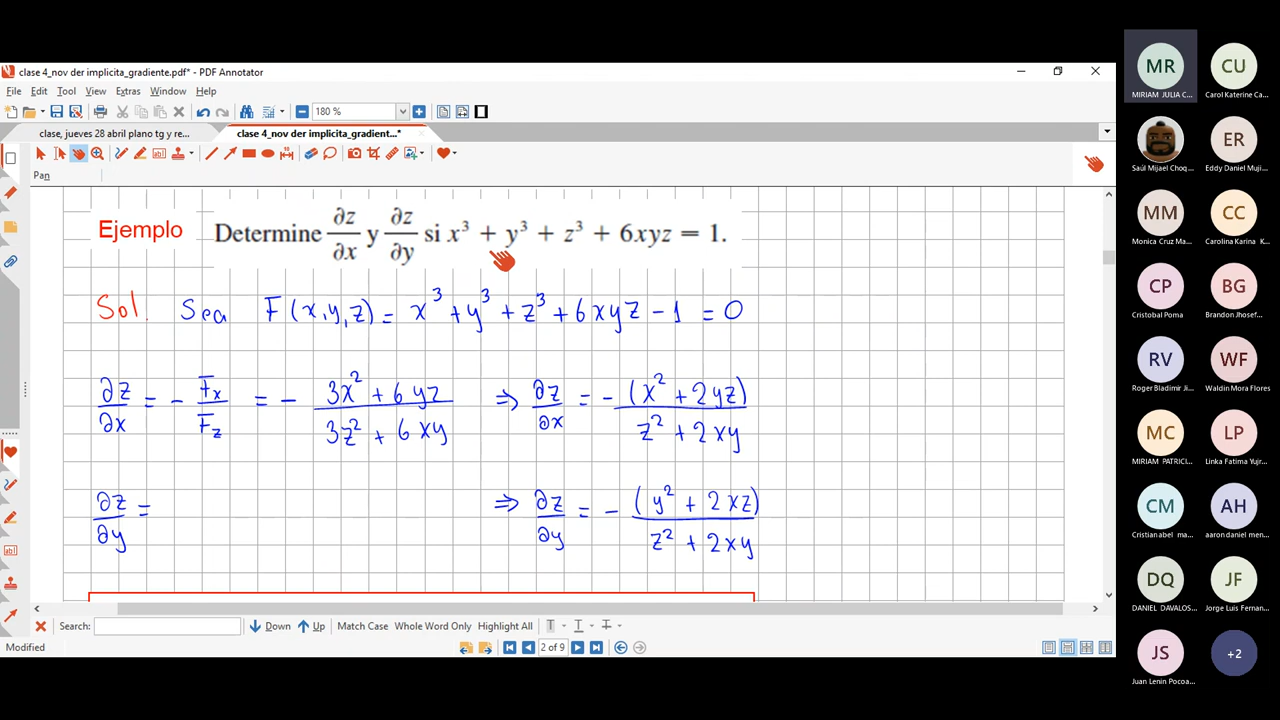 clase 4_nov der implicita_gradiente.pdf* - PDF Annotator
File Edit Tool View Extras Window Help
180 %
clase, jueves 28 abril plano tg y re...
clase 4_nov der implicita_gradient...*
Pan
Ejemplo Determine ∂z/∂x y ∂z/∂y si x³ + y³ + z³ + 6xyz = 1.
Sol. Sea F(x,y,z) = x³ + y³ + z³ + 6xyz − 1 = 0
∂z/∂x = − Fx/Fz = − (3x² + 6yz)/(3z² + 6xy) ⇒ ∂z/∂x = − (x² + 2yz)/(z² + 2xy)
∂z/∂y = ⇒ ∂z/∂y = − (y² + 2xz)/(z² + 2xy)
Search: Down Up Match Case Whole Word Only Highlight All
Modified
2 of 9
MR
MIRIAM JULIA C...
CU
Carol Katerine Ca...
Saúl Mijael Choq...
ER
Eddy Daniel Muji...
MM
Monica Cruz Ma...
CC
Carolina Karina K...
CP
Cristobal Poma
BG
Brandon Jhosef...
RV
Roger Bladimir Ji...
WF
Waldin Mora Flores
MC
MIRIAM PATRICI...
LP
Linka Fatima Yujr...
CM
Cristian abel ma...
AH
aaron daniel men...
DQ
DANIEL DAVALOS...
JF
Jorge Luis Fernan...
JS
Juan Lenin Pocoa...
+2